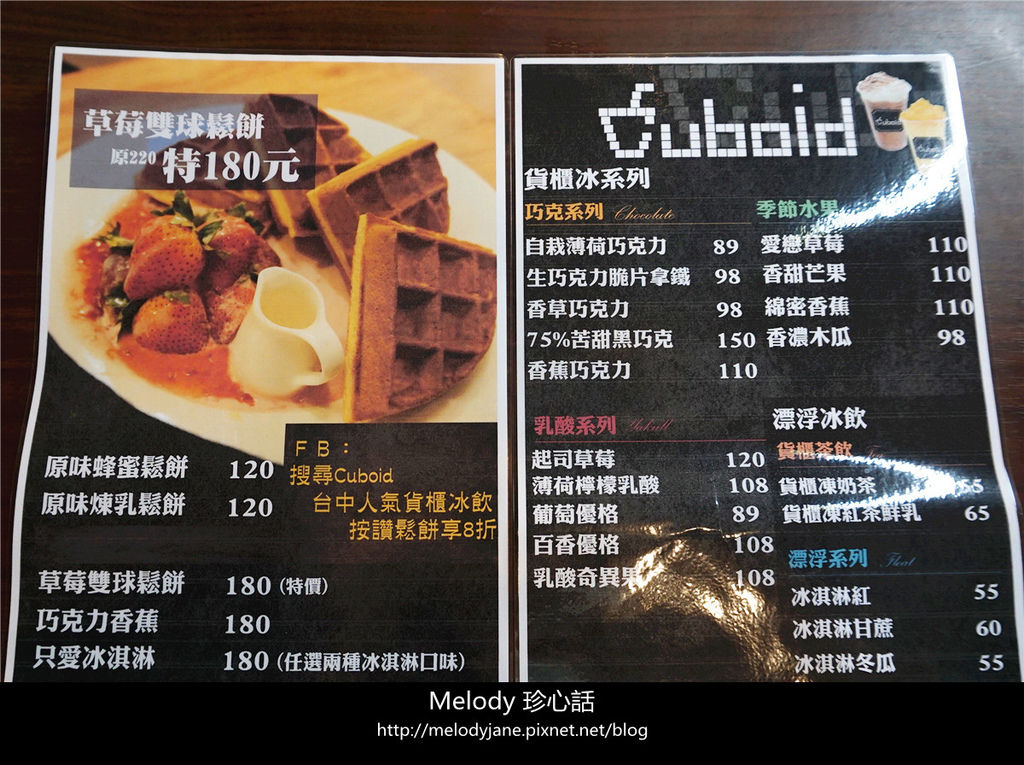 草莓雙球鬆餅
原220 特180元
原味蜂蜜鬆餅 120
原味煉乳鬆餅 120
FB：
搜尋Cuboid
台中人氣貨櫃冰飲
按讚鬆餅享8折
草莓雙球鬆餅 180 (特價)
巧克力香蕉 180
只愛冰淇淋 180 (任選兩種冰淇淋口味)
Cuboid
貨櫃冰系列
巧克系列 Chocolate
自栽薄荷巧克力 89
生巧克力脆片拿鐵 98
香草巧克力 98
75%苦甜黑巧克 150
香蕉巧克力 110
季節水果
愛戀草莓 110
香甜芒果 110
綿密香蕉 110
香濃木瓜 98
乳酸系列 Yakult
起司草莓 120
薄荷檸檬乳酸 108
葡萄優格 89
百香優格 108
乳酸奇異果 108
漂浮冰飲
貨櫃茶飲 Tea
貨櫃凍奶茶 55
貨櫃凍紅茶鮮乳 65
漂浮系列 Float
冰淇淋紅 55
冰淇淋甘蔗 60
冰淇淋冬瓜 55
Melody 珍心話
http://melodyjane.pixnet.net/blog